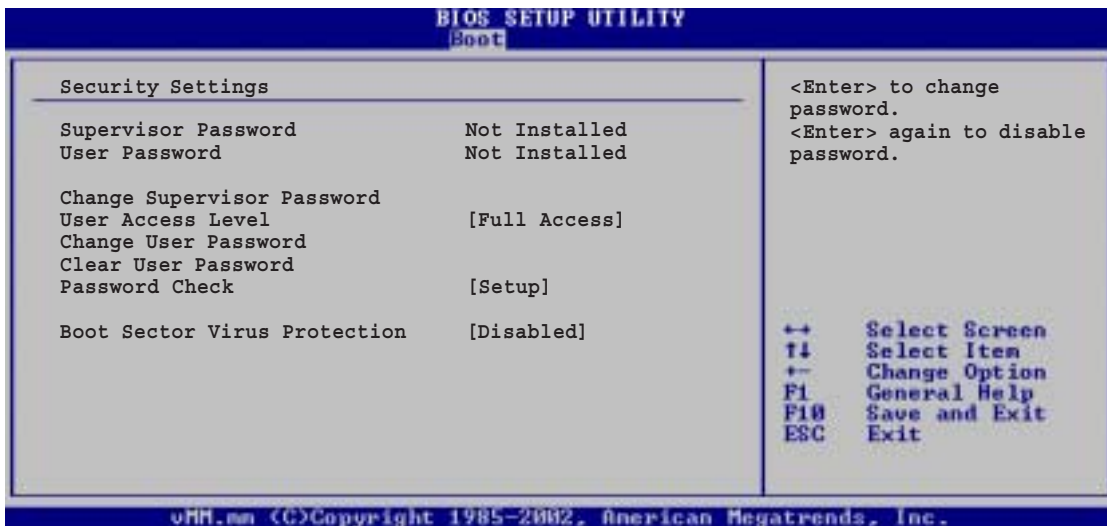 BIOS SETUP UTILITY
Boot
Security Settings
Supervisor Password Not Installed
User Password Not Installed
Change Supervisor Password
User Access Level [Full Access]
Change User Password
Clear User Password
Password Check [Setup]
Boot Sector Virus Protection [Disabled]
<Enter> to change
password.
<Enter> again to disable
password.
←→ Select Screen
↑↓ Select Item
+- Change Option
F1 General Help
F10 Save and Exit
ESC Exit
vMM.mm (C)Copyright 1985-2002, American Megatrends, Inc.